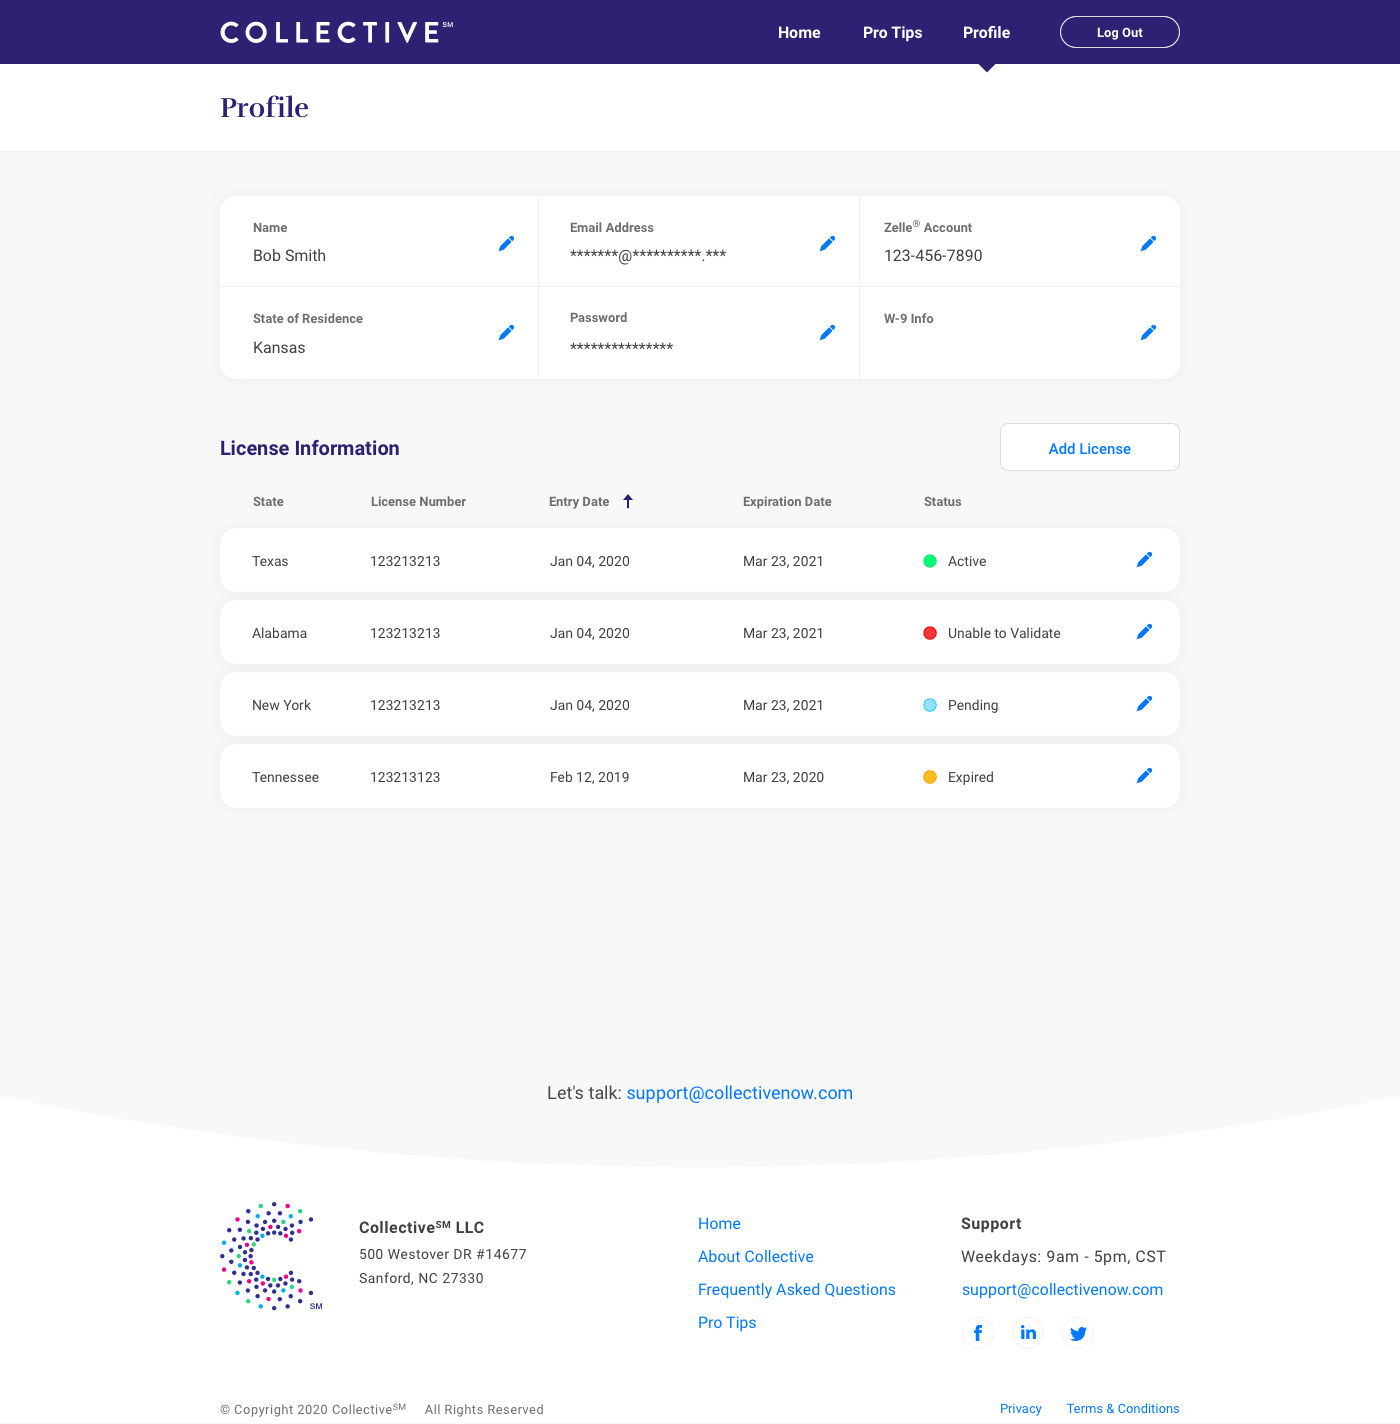 COLLECTIVE℠ Home Pro Tips Profile Log Out
Profile
Name Email Address Zelle® Account
Bob Smith *******@**********.*** 123-456-7890
State of Residence Password W-9 Info
Kansas ***************
License Information Add License
State License Number Entry Date Expiration Date Status
Texas 123213213 Jan 04, 2020 Mar 23, 2021 Active
Alabama 123213213 Jan 04, 2020 Mar 23, 2021 Unable to Validate
New York 123213213 Jan 04, 2020 Mar 23, 2021 Pending
Tennessee 123213123 Feb 12, 2019 Mar 23, 2020 Expired
Let's talk: support@collectivenow.com
SM
Collective℠ LLC
500 Westover DR #14677
Sanford, NC 27330
Home
About Collective
Frequently Asked Questions
Pro Tips
Support
Weekdays: 9am - 5pm, CST
support@collectivenow.com
© Copyright 2020 Collective℠ All Rights Reserved Privacy Terms & Conditions